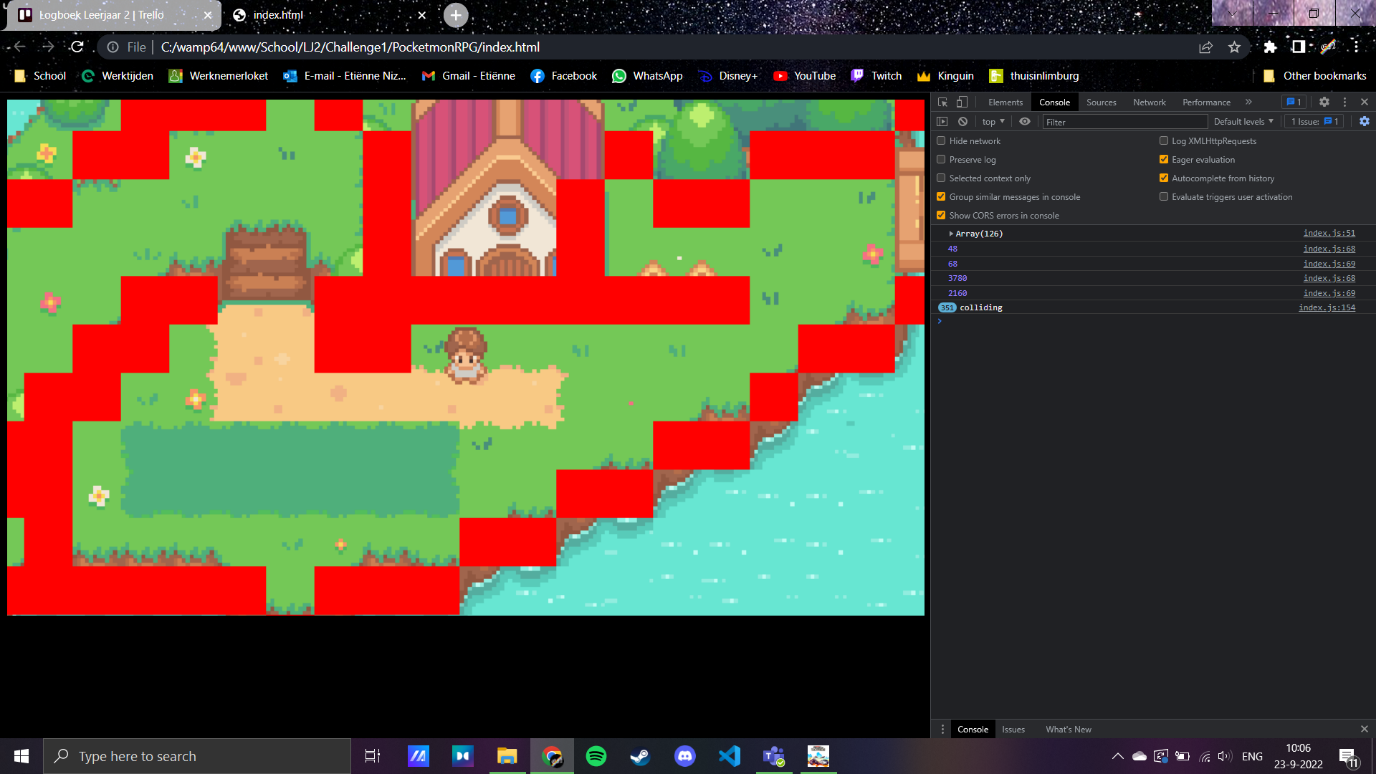 Logboek Leerjaar 2 | Trello
index.html
File | C:/wamp64/www/School/LJ2/Challenge1/PocketmonRPG/index.html
School Werktijden Werknemerloket E-mail - Etiënne Niz... Gmail - Etiënne Facebook WhatsApp Disney+ YouTube Twitch Kinguin thuisinlimburg Other bookmarks
Elements Console Sources Network Performance » 1
top Filter Default levels 1 Issue: 1
Hide network Log XMLHttpRequests
Preserve log Eager evaluation
Selected context only Autocomplete from history
Group similar messages in console Evaluate triggers user activation
Show CORS errors in console
Array(126) index.js:51
48 index.js:68
68 index.js:69
3780 index.js:68
2160 index.js:69
351 colliding index.js:154
Console Issues What's New
Type here to search
ENG
10:06
23-9-2022
11